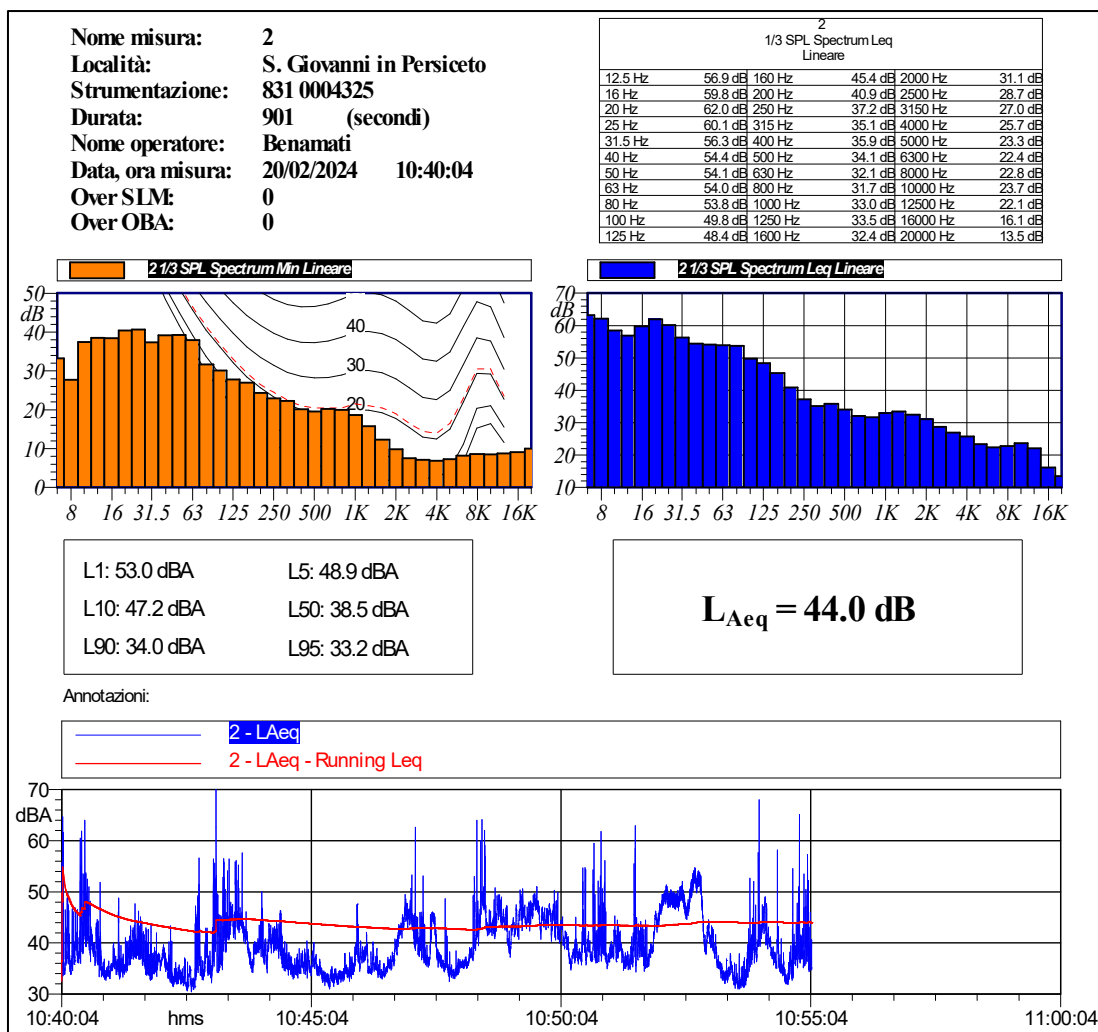 Nome misura: 2
Località: S. Giovanni in Persiceto
Strumentazione: 831 0004325
Durata: 901 (secondi)
Nome operatore: Benamati
Data, ora misura: 20/02/2024 10:40:04
Over SLM: 0
Over OBA: 0
2
1/3 SPL Spectrum Leq
Lineare
12.5 Hz 56.9 dB 160 Hz 45.4 dB 2000 Hz 31.1 dB
16 Hz 59.8 dB 200 Hz 40.9 dB 2500 Hz 28.7 dB
20 Hz 62.0 dB 250 Hz 37.2 dB 3150 Hz 27.0 dB
25 Hz 60.1 dB 315 Hz 35.1 dB 4000 Hz 25.7 dB
31.5 Hz 56.3 dB 400 Hz 35.9 dB 5000 Hz 23.3 dB
40 Hz 54.4 dB 500 Hz 34.1 dB 6300 Hz 22.4 dB
50 Hz 54.1 dB 630 Hz 32.1 dB 8000 Hz 22.8 dB
63 Hz 54.0 dB 800 Hz 31.7 dB 10000 Hz 23.7 dB
80 Hz 53.8 dB 1000 Hz 33.0 dB 12500 Hz 22.1 dB
100 Hz 49.8 dB 1250 Hz 33.5 dB 16000 Hz 16.1 dB
125 Hz 48.4 dB 1600 Hz 32.4 dB 20000 Hz 13.5 dB
2 1/3 SPL Spectrum Min Lineare
50
dB
40
30
20
10
0
40
30
20
8 16 31.5 63 125 250 500 1K 2K 4K 8K 16K
2 1/3 SPL Spectrum Leq Lineare
70
dB
60
50
40
30
20
10
8 16 31.5 63 125 250 500 1K 2K 4K 8K 16K
L1: 53.0 dBA L5: 48.9 dBA
L10: 47.2 dBA L50: 38.5 dBA
L90: 34.0 dBA L95: 33.2 dBA
LAeq = 44.0 dB
Annotazioni:
2 - LAeq
2 - LAeq - Running Leq
70
dBA
60
50
40
30
10:40:04 hms 10:45:04 10:50:04 10:55:04 11:00:04